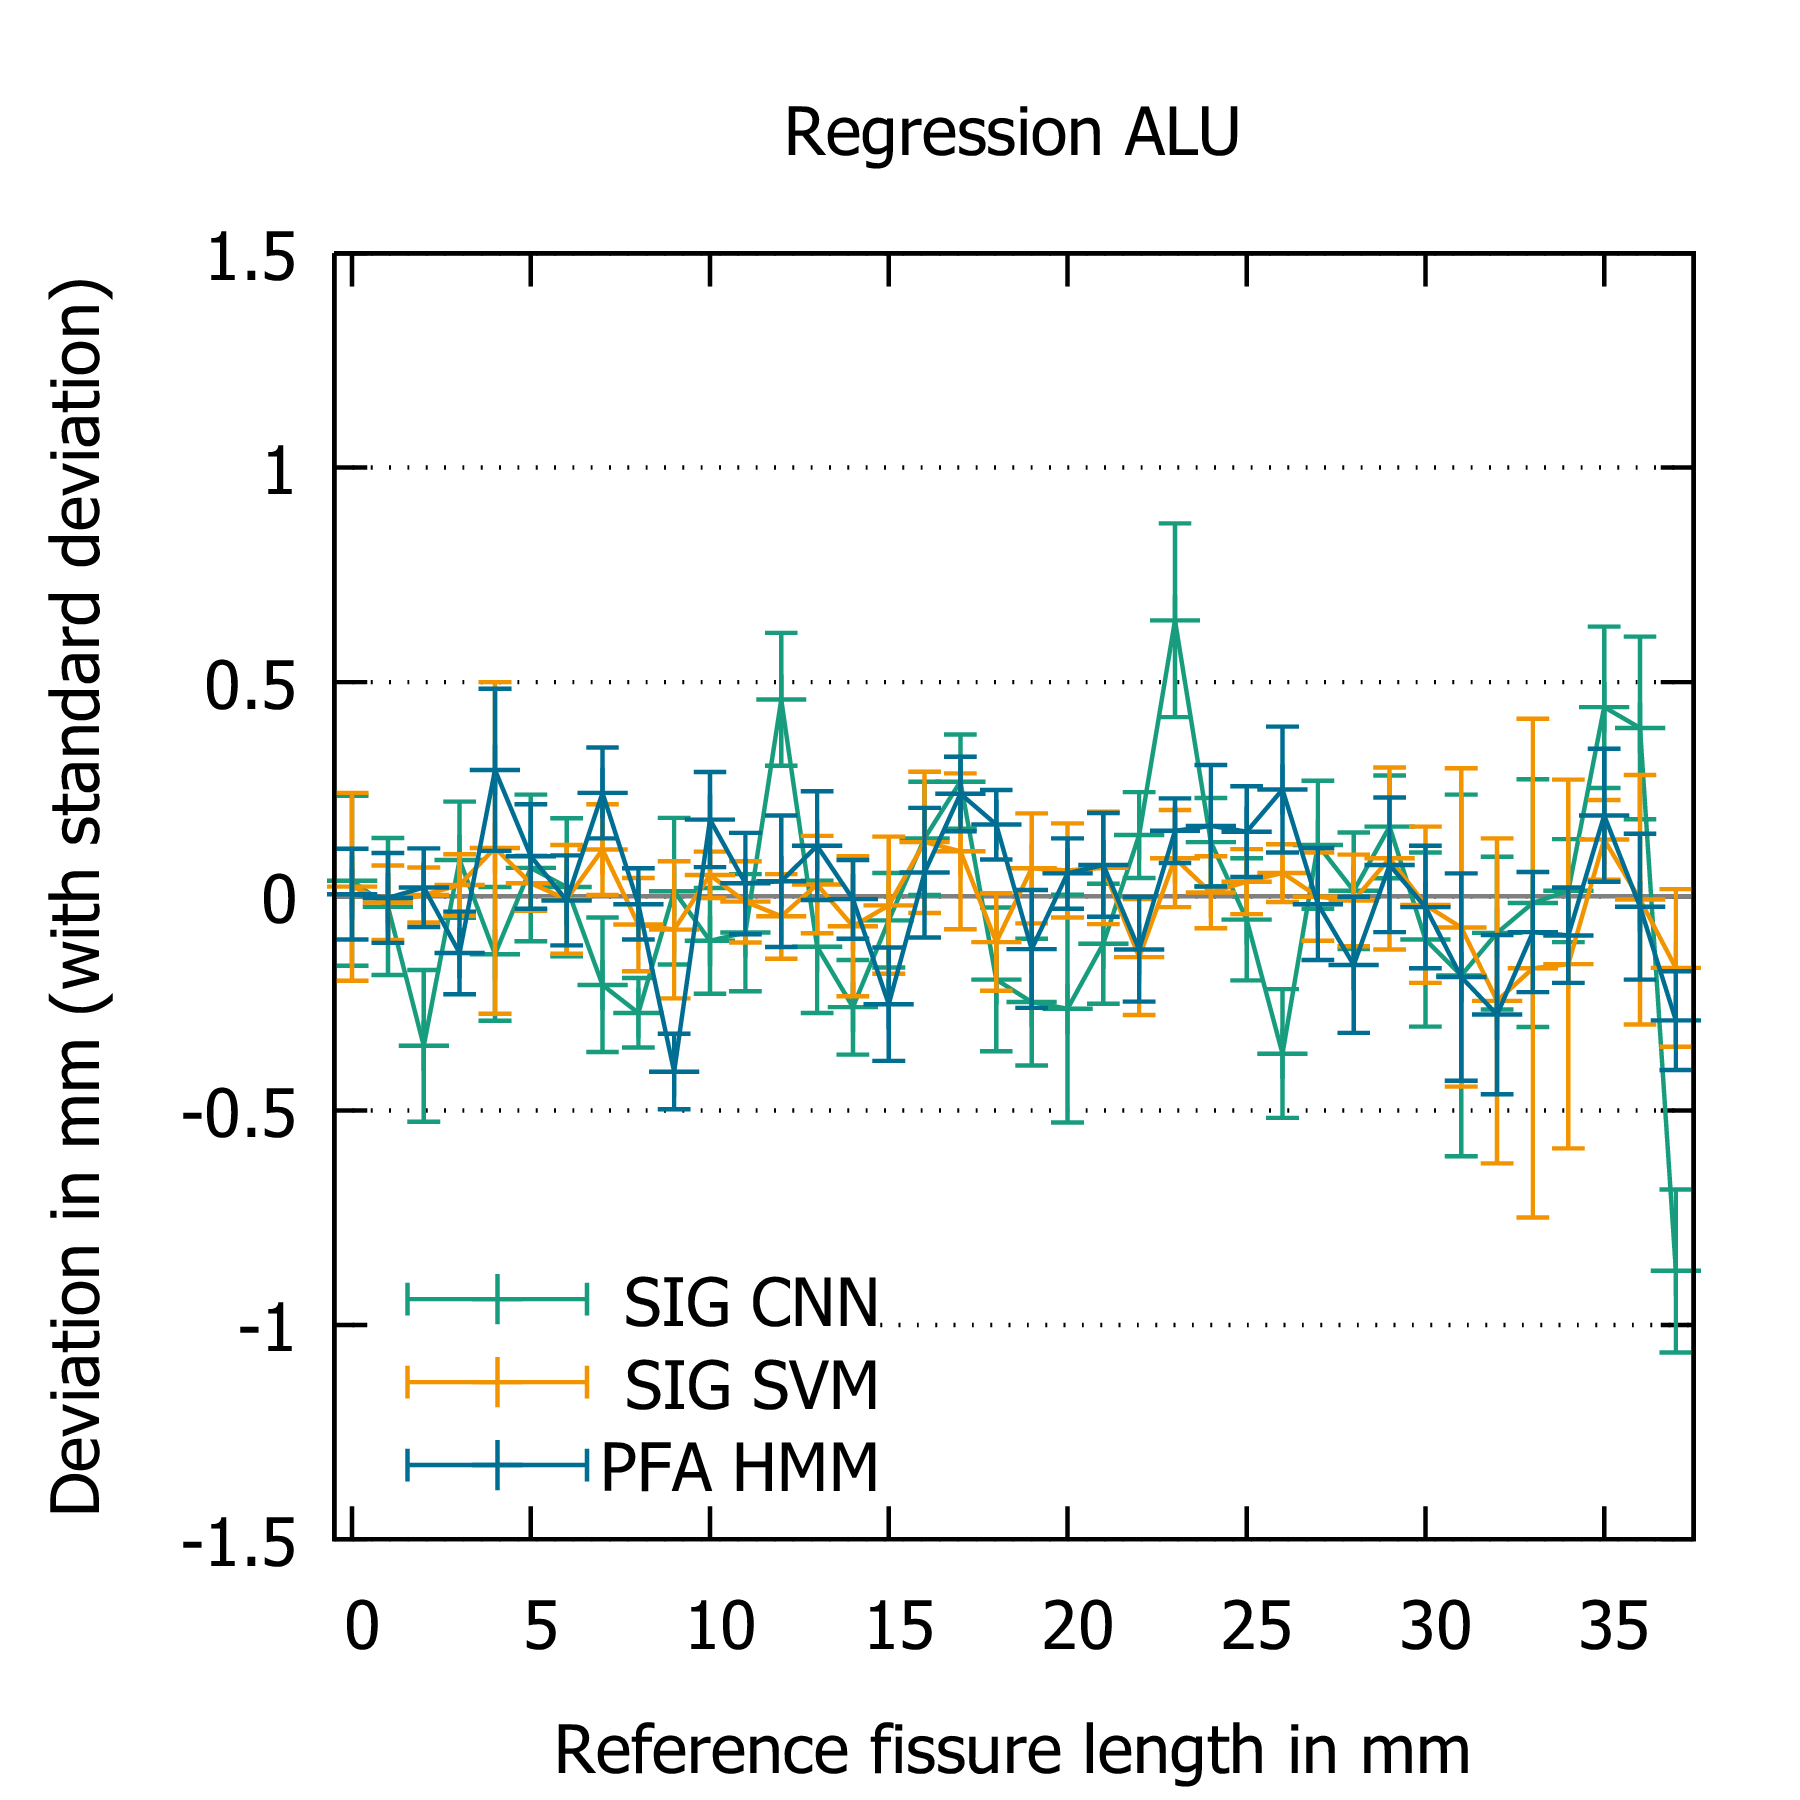 Regression ALU
Deviation in mm (with standard deviation)
1.5
1
0.5
0
-0.5
-1
-1.5
SIG CNN
SIG SVM
PFA HMM
0 5 10 15 20 25 30 35
Reference fissure length in mm